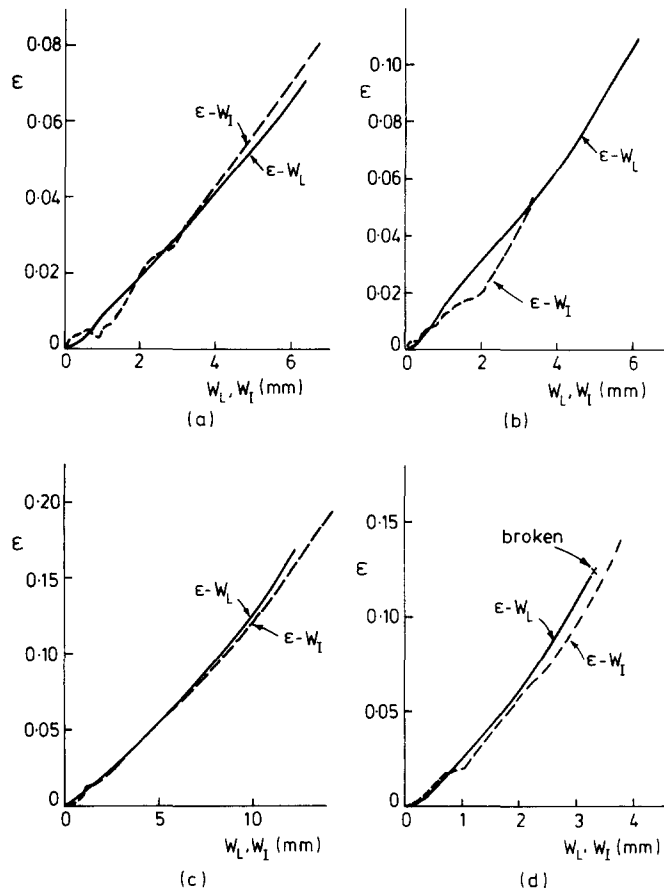 0·08
ε
0·06
0·04
0·02
0
ε-W_I
ε-W_L
0 2 4 6
W_L, W_I (mm)
(a)
0·10
ε
0·08
0·06
0·04
0·02
0
ε-W_L
ε-W_I
0 2 4 6
W_L, W_I (mm)
(b)
0·20
ε
0·15
0·10
0·05
0
ε-W_L
ε-W_I
0 5 10
W_L, W_I (mm)
(c)
0·15
ε
0·10
0·05
0
broken
ε-W_L
ε-W_I
0 1 2 3 4
W_L, W_I (mm)
(d)